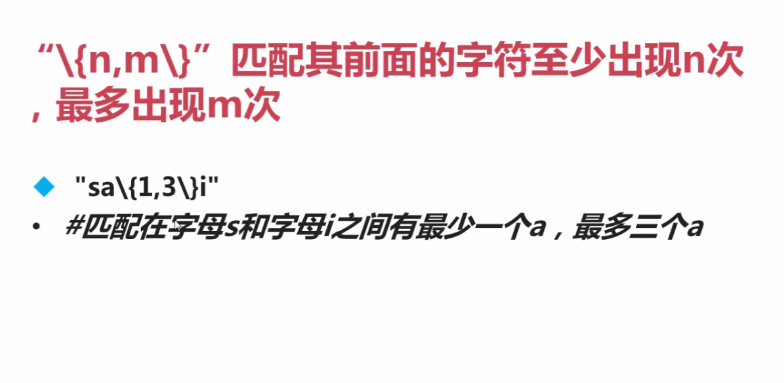 “\{n,m\}”匹配其前面的字符至少出现n次
，最多出现m次
"sa\{1,3\}i"
#匹配在字母s和字母i之间有最少一个a，最多三个a